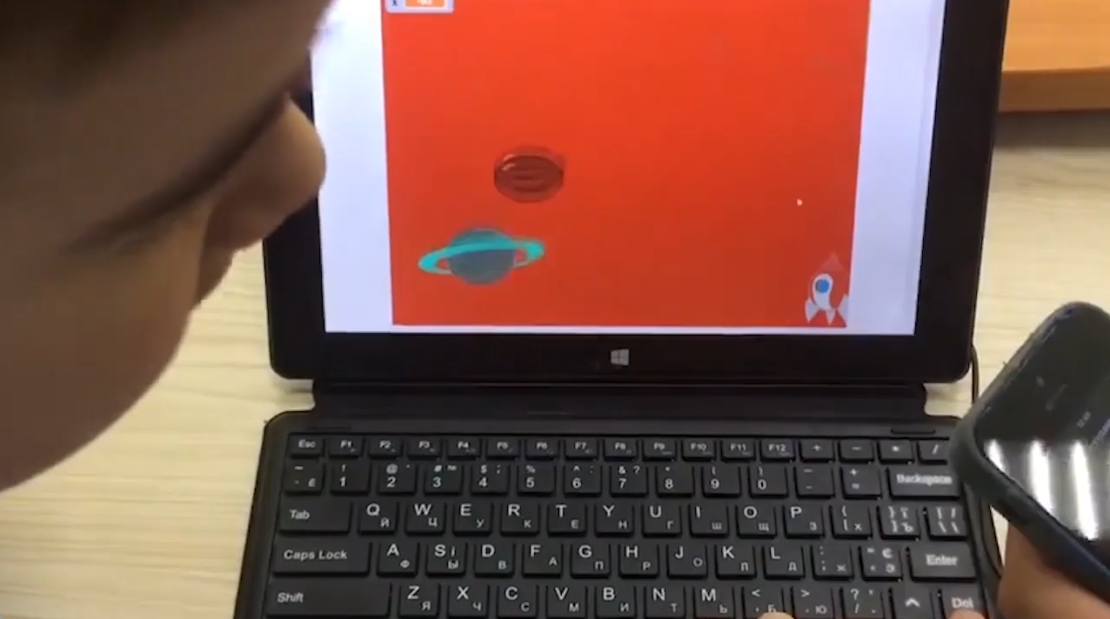 Esc F1 F2 F3 F4 F5 F6 F7 F8 F9 F10 F11 F12 + - * /
! 1 @ 2 # № 3 $ ; 4 % 5 ^ : 6 & ? 7 * 8 ( 9 ) 0 - + = Backspace
Tab Q Й W Ц E У R К T Е Y Н U Г I Ш O Щ P З { [ Х } ] Ї Ъ | / \ \
Caps Lock A Ф S і Ы D В F А G П H Р J О K Л L Д : ; Ж " ' Є Э Enter
Shift Z Я X Ч C С V М B И N Т M Ь < , Б > . Ю ? / . ^ Del